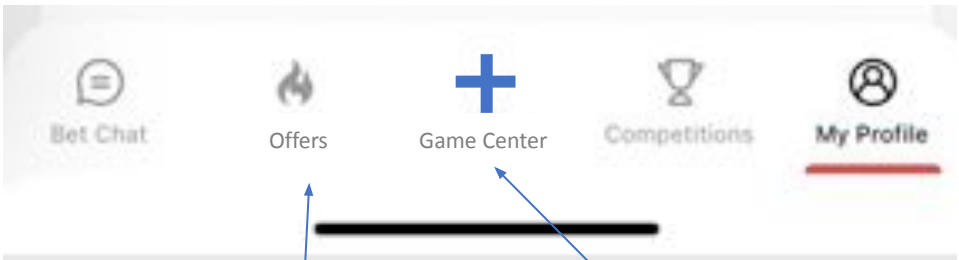 Bet Chat
Offers
Game Center
Competitions
My Profile